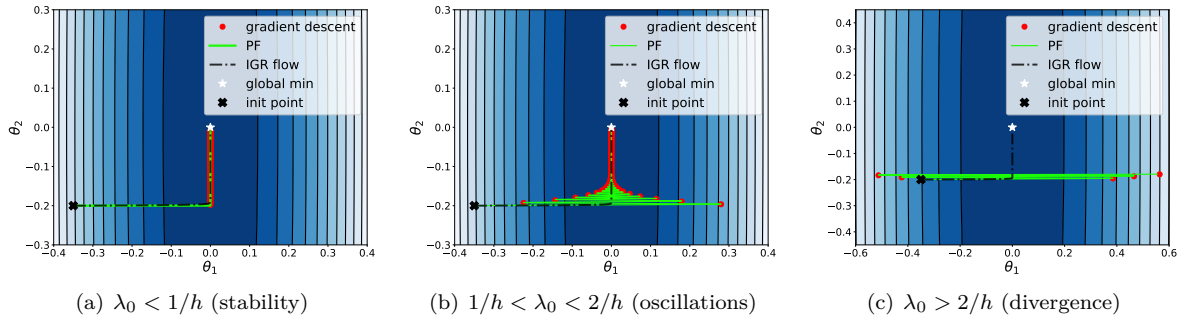 0.3
0.2
0.1
0.0
−0.1
−0.2
−0.3
θ₂
gradient descent
PF
IGR flow
global min
init point
−0.4 −0.3 −0.2 −0.1 0.0 0.1 0.2 0.3 0.4
θ₁
(a) λ₀ < 1/h (stability)
0.3
0.2
0.1
0.0
−0.1
−0.2
−0.3
θ₂
gradient descent
PF
IGR flow
global min
init point
−0.4 −0.3 −0.2 −0.1 0.0 0.1 0.2 0.3 0.4
θ₁
(b) 1/h < λ₀ < 2/h (oscillations)
0.4
0.3
0.2
0.1
0.0
−0.1
−0.2
−0.3
−0.4
θ₂
gradient descent
PF
IGR flow
global min
init point
−0.6 −0.4 −0.2 0.0 0.2 0.4 0.6
θ₁
(c) λ₀ > 2/h (divergence)